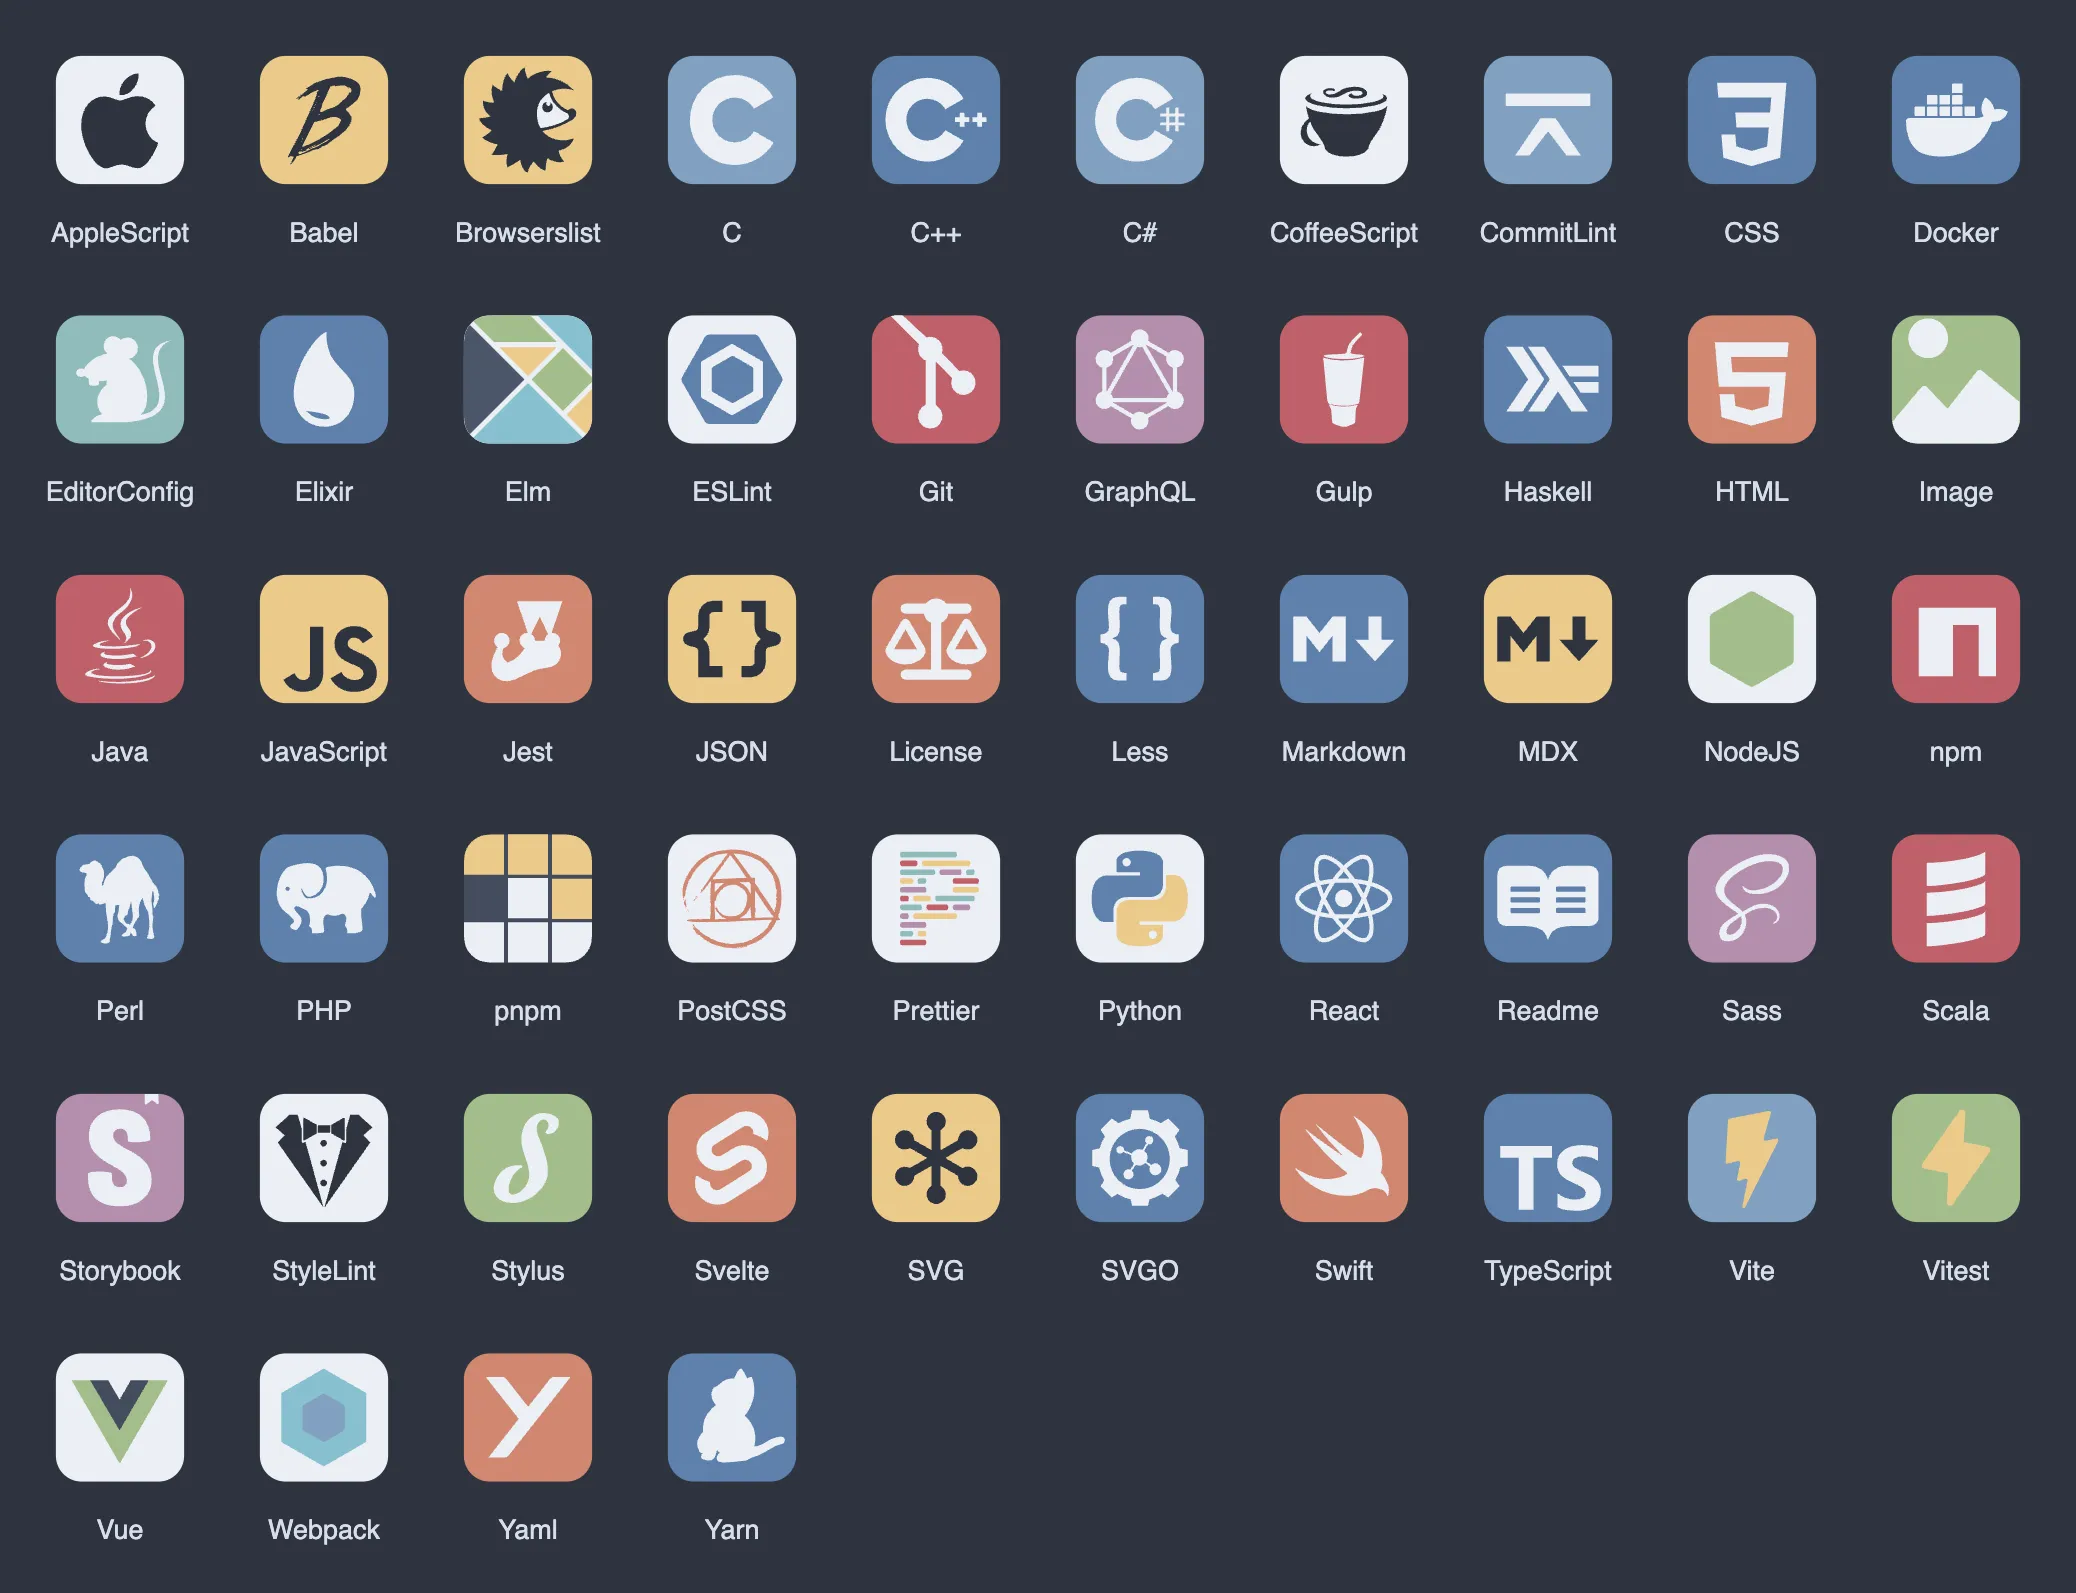 AppleScript Babel Browserslist C C++ C# CoffeeScript CommitLint CSS Docker
EditorConfig Elixir Elm ESLint Git GraphQL Gulp Haskell HTML Image
JS M M
Java JavaScript Jest JSON License Less Markdown MDX NodeJS npm
Perl PHP pnpm PostCSS Prettier Python React Readme Sass Scala
TS
Storybook StyleLint Stylus Svelte SVG SVGO Swift TypeScript Vite Vitest
Vue Webpack Yaml Yarn